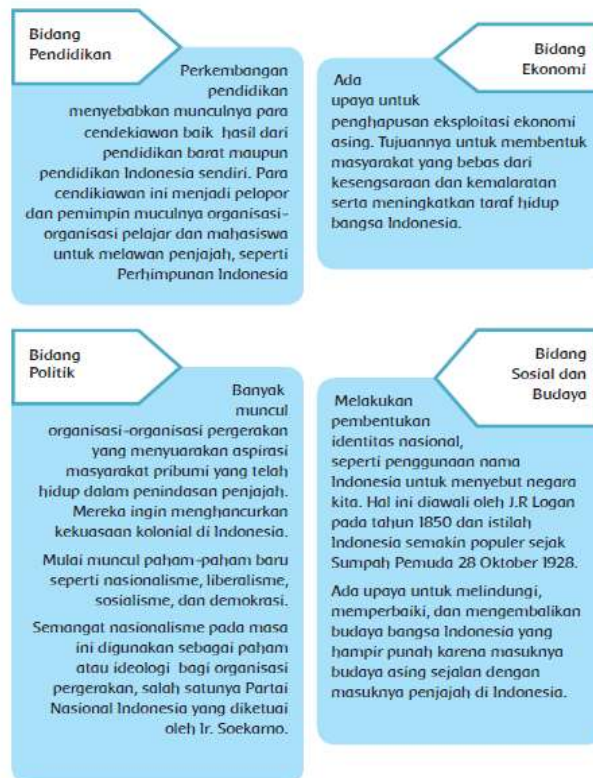 Bidang
Pendidikan
Perkembangan
pendidikan
menyebabkan munculnya para
cendekiawan baik hasil dari
pendidikan barat maupun
pendidikan Indonesia sendiri. Para
cendikiawan ini menjadi pelopor
dan pemimpin muculnya organisasi-
organisasi pelajar dan mahasiswa
untuk melawan penjajah, seperti
Perhimpunan Indonesia
Bidang
Ekonomi
Ada
upaya untuk
penghapusan eksploitasi ekonomi
asing. Tujuannya untuk membentuk
masyarakat yang bebas dari
kesengsaraan dan kemalaratan
serta meningkatkan taraf hidup
bangsa Indonesia.
Bidang
Politik
Banyak
muncul
organisasi-organisasi pergerakan
yang menyuarakan aspirasi
masyarakat pribumi yang telah
hidup dalam penindasan penjajah.
Mereka ingin menghancurkan
kekuasaan kolonial di Indonesia.
Mulai muncul paham-paham baru
seperti nasionalisme, liberalisme,
sosialisme, dan demokrasi.
Semangat nasionalisme pada masa
ini digunakan sebagai paham
atau ideologi bagi organisasi
pergerakan, salah satunya Partai
Nasional Indonesia yang diketuai
oleh Ir. Soekarno.
Bidang
Sosial dan
Budaya
Melakukan
pembentukan
identitas nasional,
seperti penggunaan nama
Indonesia untuk menyebut negara
kita. Hal ini diawali oleh J.R Logan
pada tahun 1850 dan istilah
Indonesia semakin populer sejak
Sumpah Pemuda 28 Oktober 1928.
Ada upaya untuk melindungi,
memperbaiki, dan mengembalikan
budaya bangsa Indonesia yang
hampir punah karena masuknya
budaya asing sejalan dengan
masuknya penjajah di Indonesia.